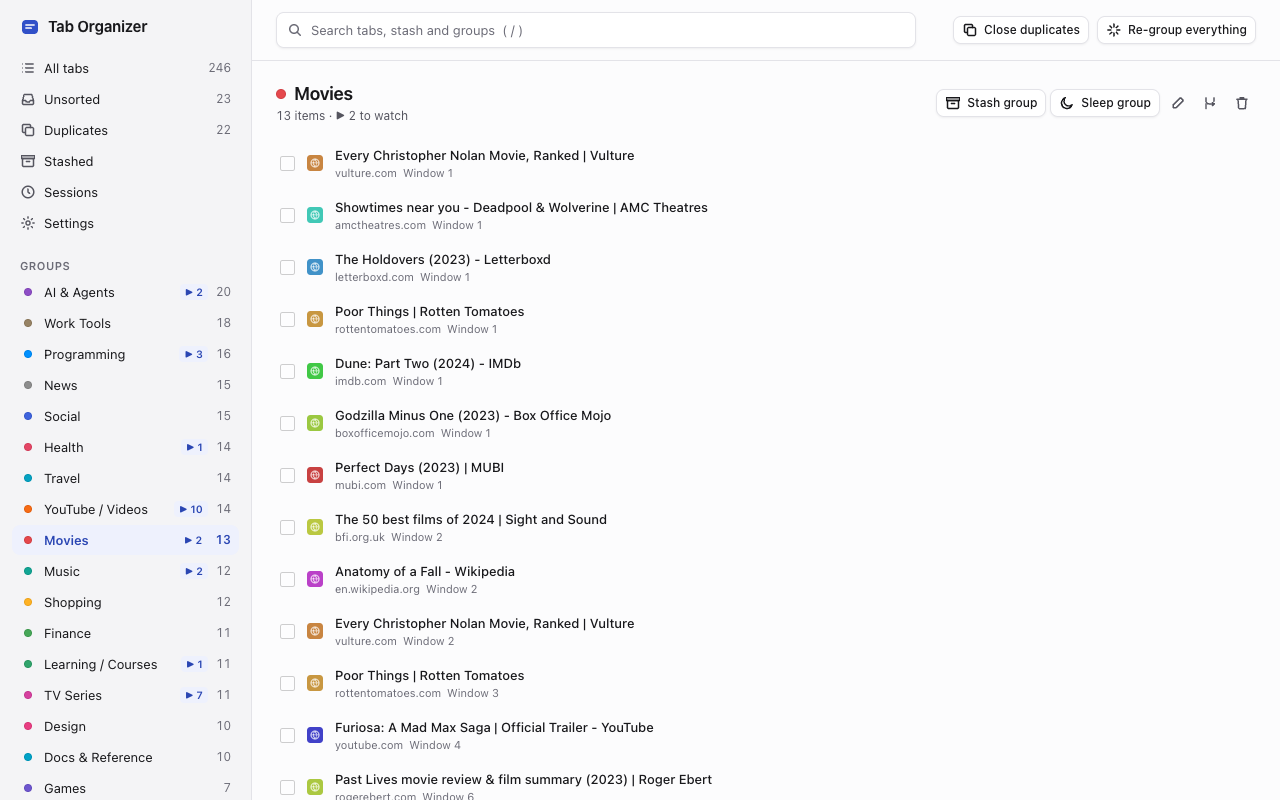 Tab Organizer
All tabs 246
Unsorted 23
Duplicates 22
Stashed
Sessions
Settings
GROUPS
AI & Agents ▶ 2 20
Work Tools 18
Programming ▶ 3 16
News 15
Social 15
Health ▶ 1 14
Travel 14
YouTube / Videos ▶ 10 14
Movies ▶ 2 13
Music ▶ 2 12
Shopping 12
Finance 11
Learning / Courses ▶ 1 11
TV Series ▶ 7 11
Design 10
Docs & Reference 10
Games 7
Search tabs, stash and groups ( / )
Close duplicates
Re-group everything
Movies
13 items · ▶ 2 to watch
Stash group
Sleep group
Every Christopher Nolan Movie, Ranked | Vulture
vulture.com Window 1
Showtimes near you - Deadpool & Wolverine | AMC Theatres
amctheatres.com Window 1
The Holdovers (2023) - Letterboxd
letterboxd.com Window 1
Poor Things | Rotten Tomatoes
rottentomatoes.com Window 1
Dune: Part Two (2024) - IMDb
imdb.com Window 1
Godzilla Minus One (2023) - Box Office Mojo
boxofficemojo.com Window 1
Perfect Days (2023) | MUBI
mubi.com Window 1
The 50 best films of 2024 | Sight and Sound
bfi.org.uk Window 2
Anatomy of a Fall - Wikipedia
en.wikipedia.org Window 2
Every Christopher Nolan Movie, Ranked | Vulture
vulture.com Window 2
Poor Things | Rotten Tomatoes
rottentomatoes.com Window 3
Furiosa: A Mad Max Saga | Official Trailer - YouTube
youtube.com Window 4
Past Lives movie review & film summary (2023) | Roger Ebert
rogerebert.com Window 6